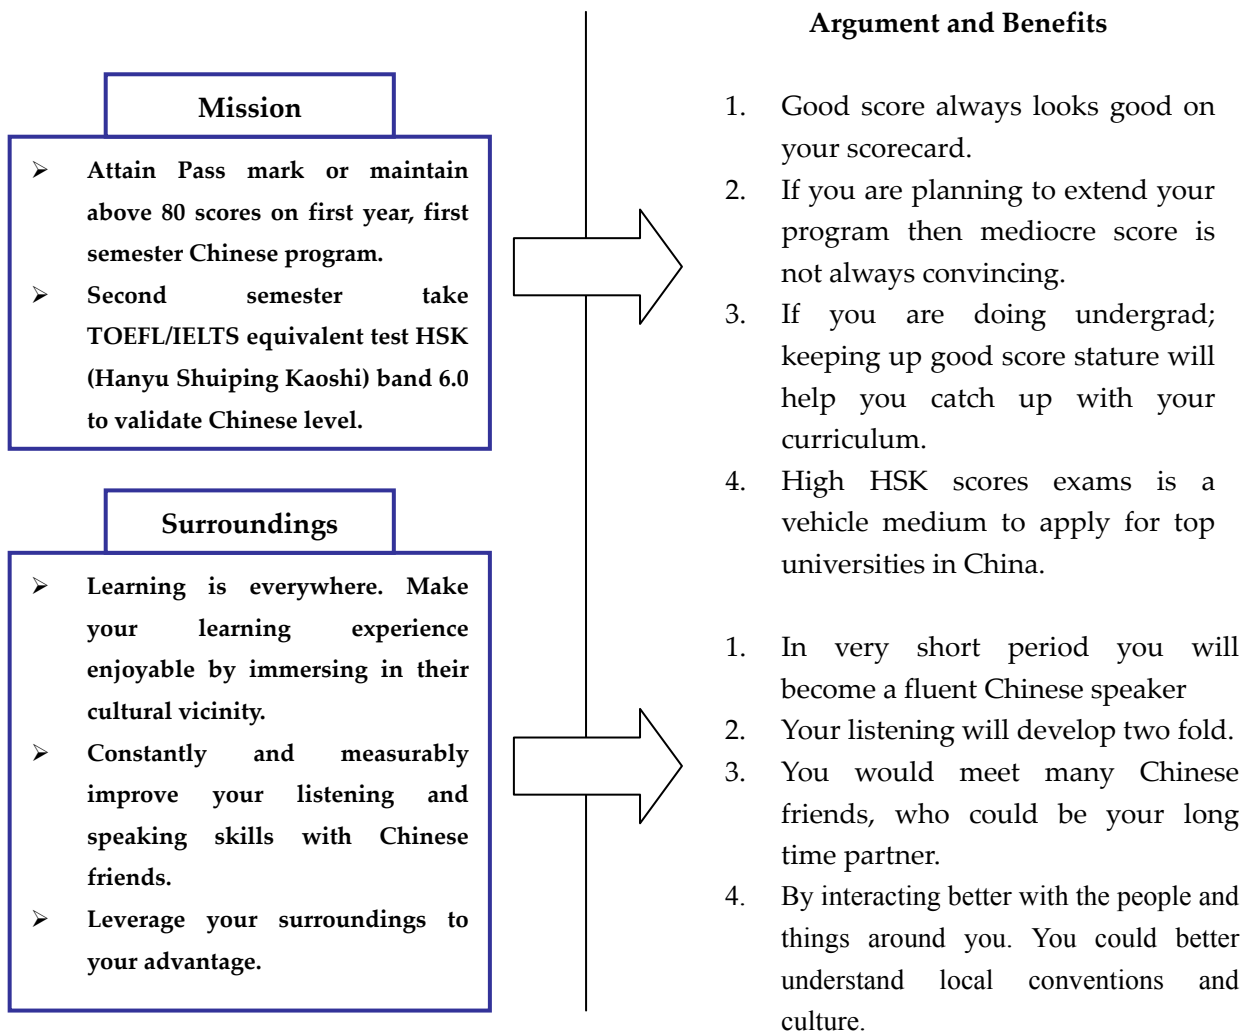 Argument and Benefits
Mission
➢ Attain Pass mark or maintain
above 80 scores on first year, first
semester Chinese program.
➢ Second semester take
TOEFL/IELTS equivalent test HSK
(Hanyu Shuiping Kaoshi) band 6.0
to validate Chinese level.
1. Good score always looks good on
your scorecard.
2. If you are planning to extend your
program then mediocre score is
not always convincing.
3. If you are doing undergrad;
keeping up good score stature will
help you catch up with your
curriculum.
4. High HSK scores exams is a
vehicle medium to apply for top
universities in China.
Surroundings
➢ Learning is everywhere. Make
your learning experience
enjoyable by immersing in their
cultural vicinity.
➢ Constantly and measurably
improve your listening and
speaking skills with Chinese
friends.
➢ Leverage your surroundings to
your advantage.
1. In very short period you will
become a fluent Chinese speaker
2. Your listening will develop two fold.
3. You would meet many Chinese
friends, who could be your long
time partner.
4. By interacting better with the people and
things around you. You could better
understand local conventions and
culture.